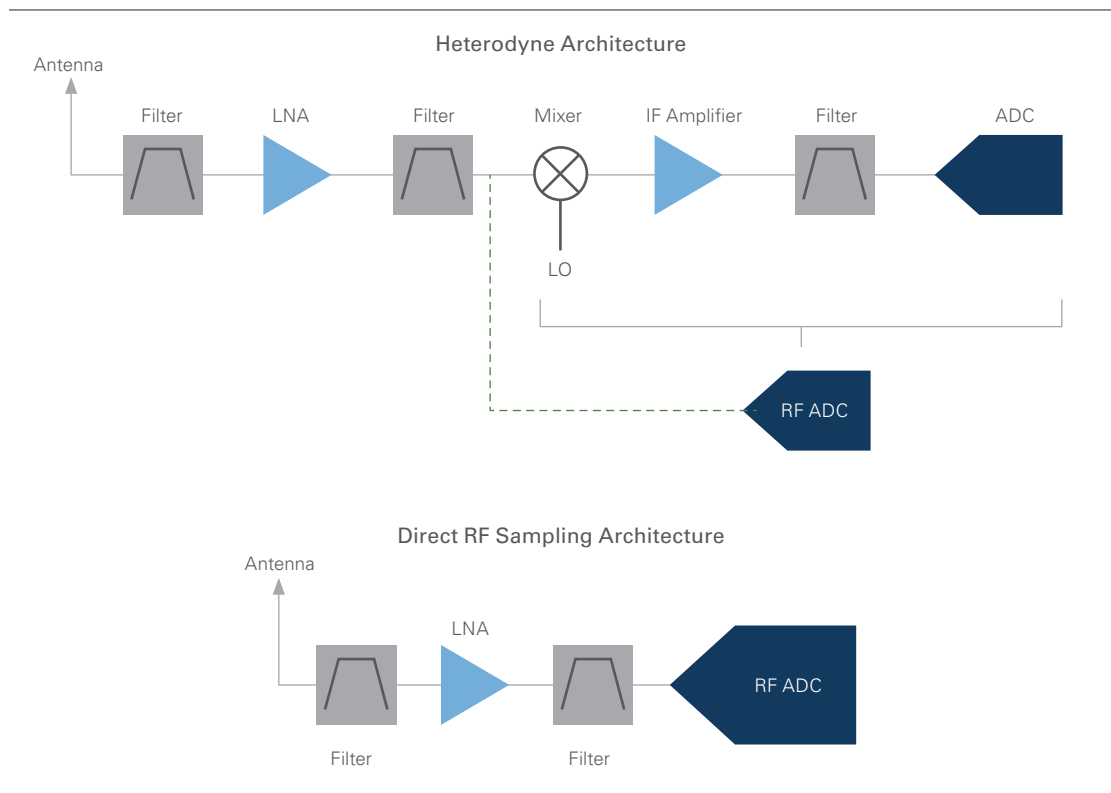 Heterodyne Architecture
Antenna
Filter
LNA
Filter
Mixer
IF Amplifier
Filter
ADC
LO
RF ADC
Direct RF Sampling Architecture
Antenna
LNA
RF ADC
Filter
Filter